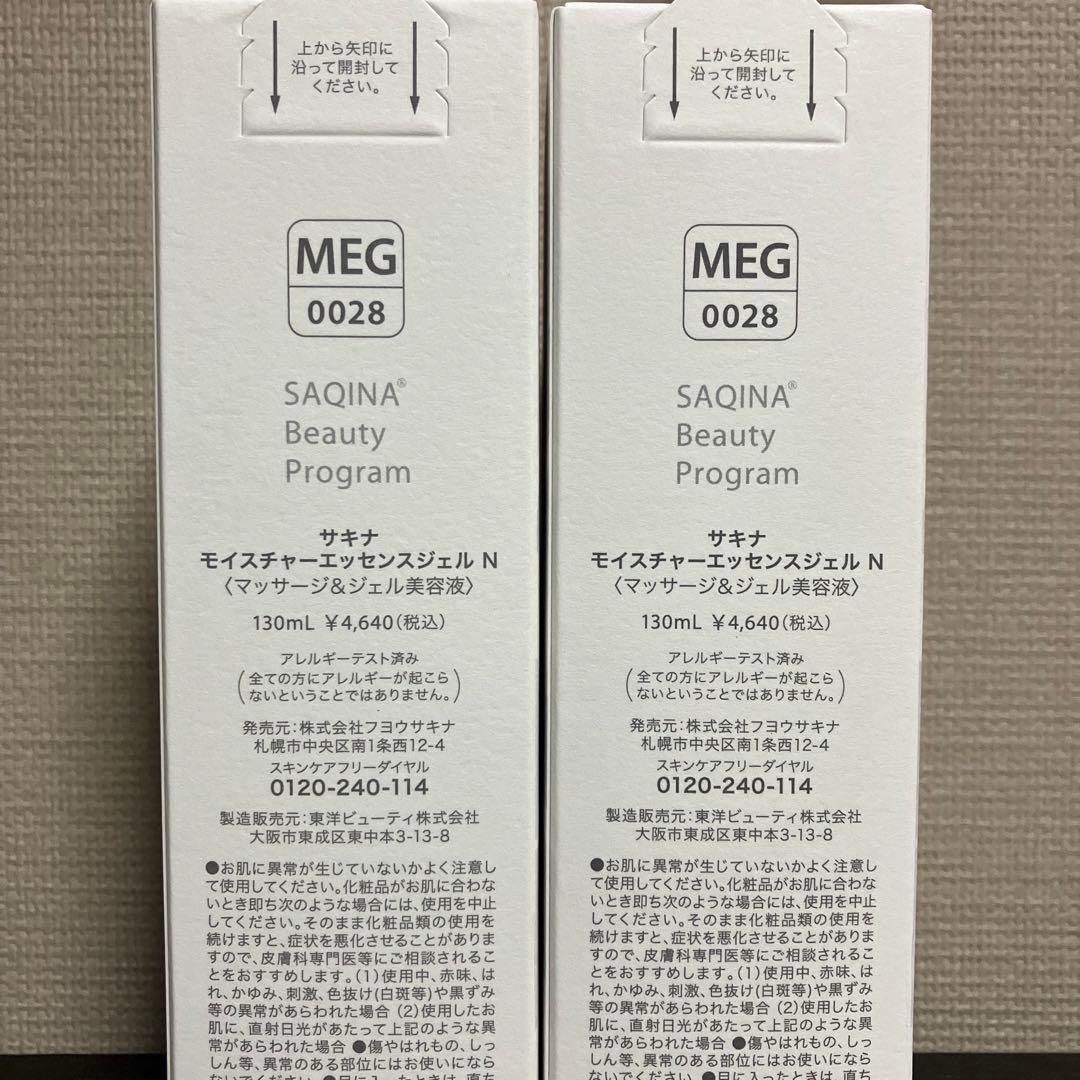 上から矢印に
沿って開封して
ください。
MEG
0028
SAQINA®
Beauty
Program
サキナ
モイスチャーエッセンスジェル N
〈マッサージ&ジェル美容液〉
130mL ¥4,640(税込)
アレルギーテスト済み
(全ての方にアレルギーが起こら
ないということではありません。)
発売元:株式会社フヨウサキナ
札幌市中央区南1条西12-4
スキンケアフリーダイヤル
0120-240-114
製造販売元:東洋ビューティ株式会社
大阪市東成区東中本3-13-8
●お肌に異常が生じていないかよく注意し
て使用してください。化粧品がお肌に合わな
いとき即ち次のような場合には、使用を中止
してください。そのまま化粧品類の使用を
続けますと、症状を悪化させることがありま
すので、皮膚科専門医等にご相談されるこ
とをおすすめします。(1)使用中、赤味、は
れ、かゆみ、刺激、色抜け(白斑等)や黒ずみ
等の異常があらわれた場合 (2)使用したお
肌に、直射日光があたって上記のような異
常があらわれた場合 ●傷やはれもの、しっ
しん等、異常のある部位にはお使いになら
ないでください。●目に入ったときは、直ち
上から矢印に
沿って開封して
ください。
MEG
0028
SAQINA®
Beauty
Program
サキナ
モイスチャーエッセンスジェル N
〈マッサージ&ジェル美容液〉
130mL ¥4,640(税込)
アレルギーテスト済み
(全ての方にアレルギーが起こら
ないということではありません。)
発売元:株式会社フヨウサキナ
札幌市中央区南1条西12-4
スキンケアフリーダイヤル
0120-240-114
製造販売元:東洋ビューティ株式会社
大阪市東成区東中本3-13-8
●お肌に異常が生じていないかよく注意し
て使用してください。化粧品がお肌に合わな
いとき即ち次のような場合には、使用を中止
してください。そのまま化粧品類の使用を
続けますと、症状を悪化させることがありま
すので、皮膚科専門医等にご相談されるこ
とをおすすめします。(1)使用中、赤味、は
れ、かゆみ、刺激、色抜け(白斑等)や黒ずみ
等の異常があらわれた場合 (2)使用したお
肌に、直射日光があたって上記のような異
常があらわれた場合 ●傷やはれもの、しっ
しん等、異常のある部位にはお使いになら
ないでください。●目に入ったときは、直ち